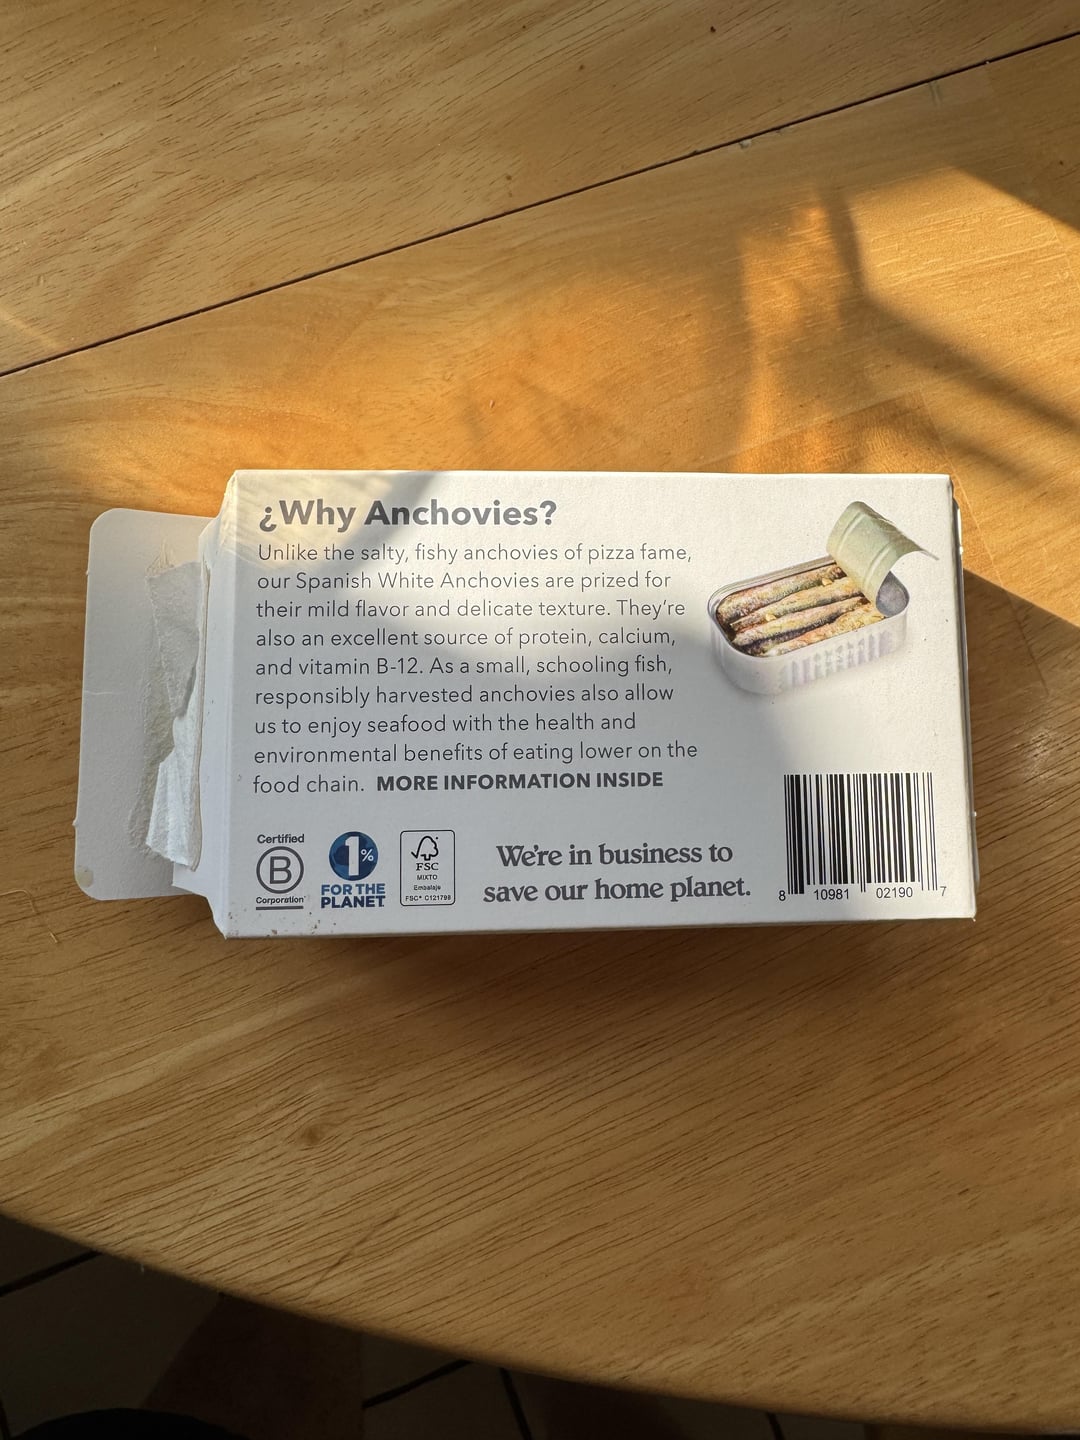 ¿Why Anchovies?
Unlike the salty, fishy anchovies of pizza fame,
our Spanish White Anchovies are prized for
their mild flavor and delicate texture. They’re
also an excellent source of protein, calcium,
and vitamin B-12. As a small, schooling fish,
responsibly harvested anchovies also allow
us to enjoy seafood with the health and
environmental benefits of eating lower on the
food chain. MORE INFORMATION INSIDE
Certified
B
Corporation
1%
FOR THE
PLANET
FSC
MIXTO
Embalaje
FSC® C121798
We’re in business to
save our home planet.
8 10981 02190 7